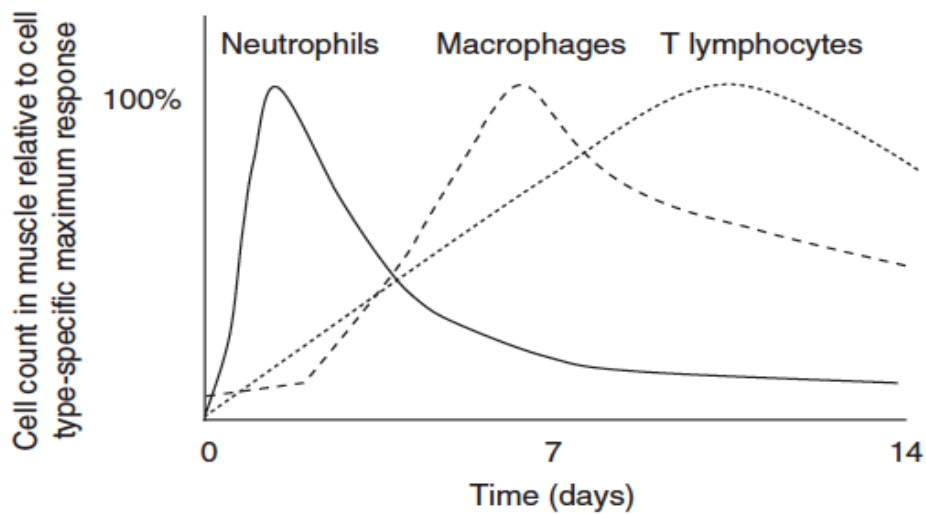 Neutrophils
Macrophages
T lymphocytes
100%
Cell count in muscle relative to cell
type-specific maximum response
0
7
14
Time (days)